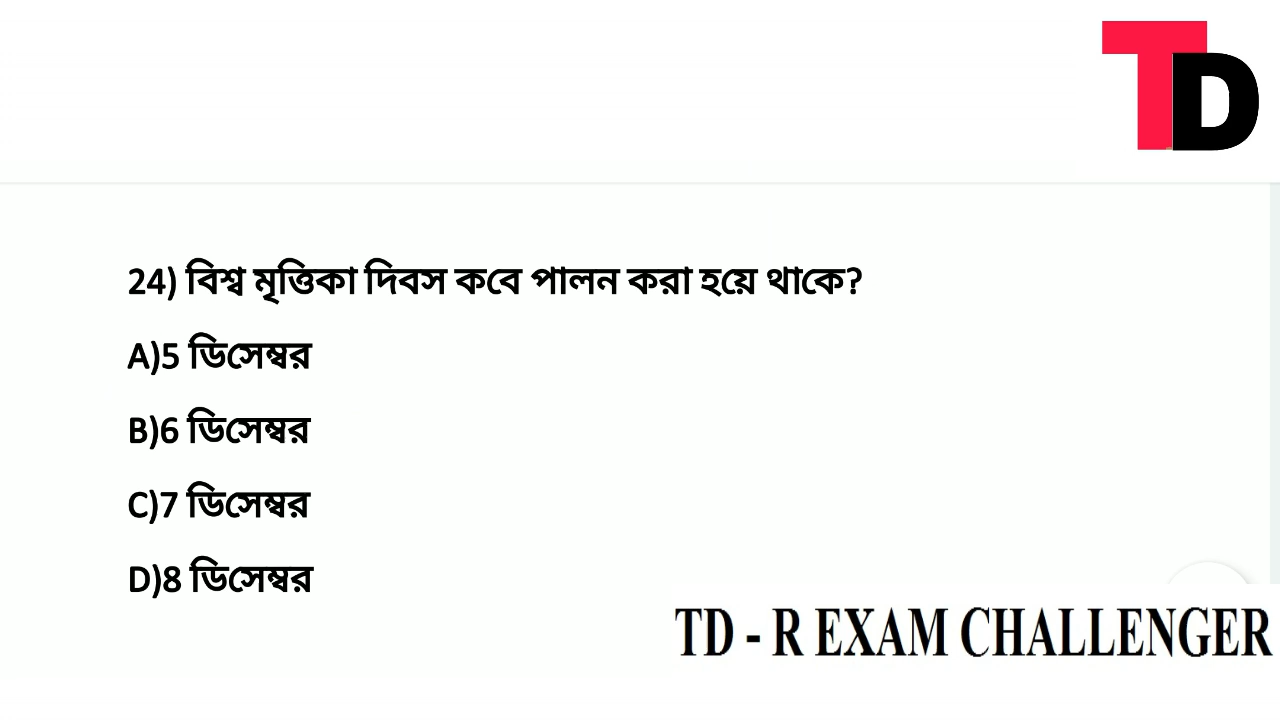 TD
24) বিশ্ব মৃত্তিকা দিবস কবে পালন করা হয়ে থাকে?
A)5 ডিসেম্বর
B)6 ডিসেম্বর
C)7 ডিসেম্বর
D)8 ডিসেম্বর
TD - R EXAM CHALLENGER